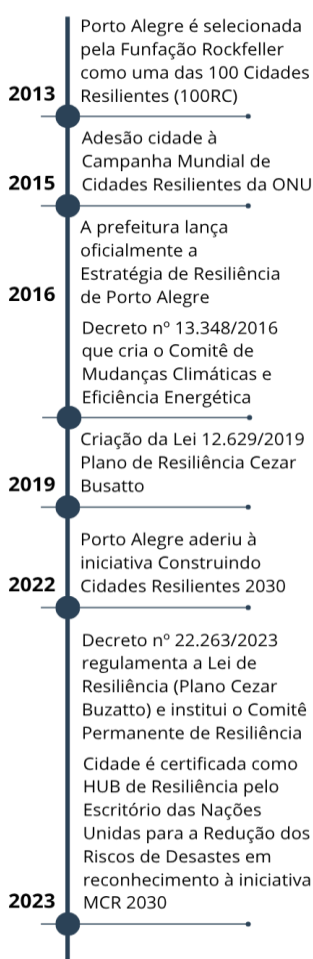 Porto Alegre é selecionada
pela Funfação Rockfeller
como uma das 100 Cidades
2013
Resilientes (100RC)
Adesão cidade à
Campanha Mundial de
2015
Cidades Resilientes da ONU
A prefeitura lança
oficialmente a
Estratégia de Resiliência
2016
de Porto Alegre
Decreto nº 13.348/2016
que cria o Comitê de
Mudanças Climáticas e
Eficiência Energética
Criação da Lei 12.629/2019
Plano de Resiliência Cezar
2019
Busatto
Porto Alegre aderiu à
iniciativa Construindo
2022
Cidades Resilientes 2030
Decreto nº 22.263/2023
regulamenta a Lei de
Resiliência (Plano Cezar
Buzatto) e institui o Comitê
Permanente de Resiliência
Cidade é certificada como
HUB de Resiliência pelo
Escritório das Nações
Unidas para a Redução dos
Riscos de Desastes em
reconhecimento à iniciativa
2023
MCR 2030